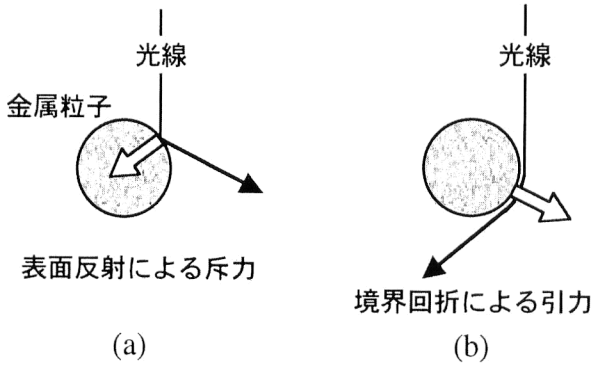 光線
金属粒子
表面反射による斥力
(a)
光線
境界回折による引力
(b)